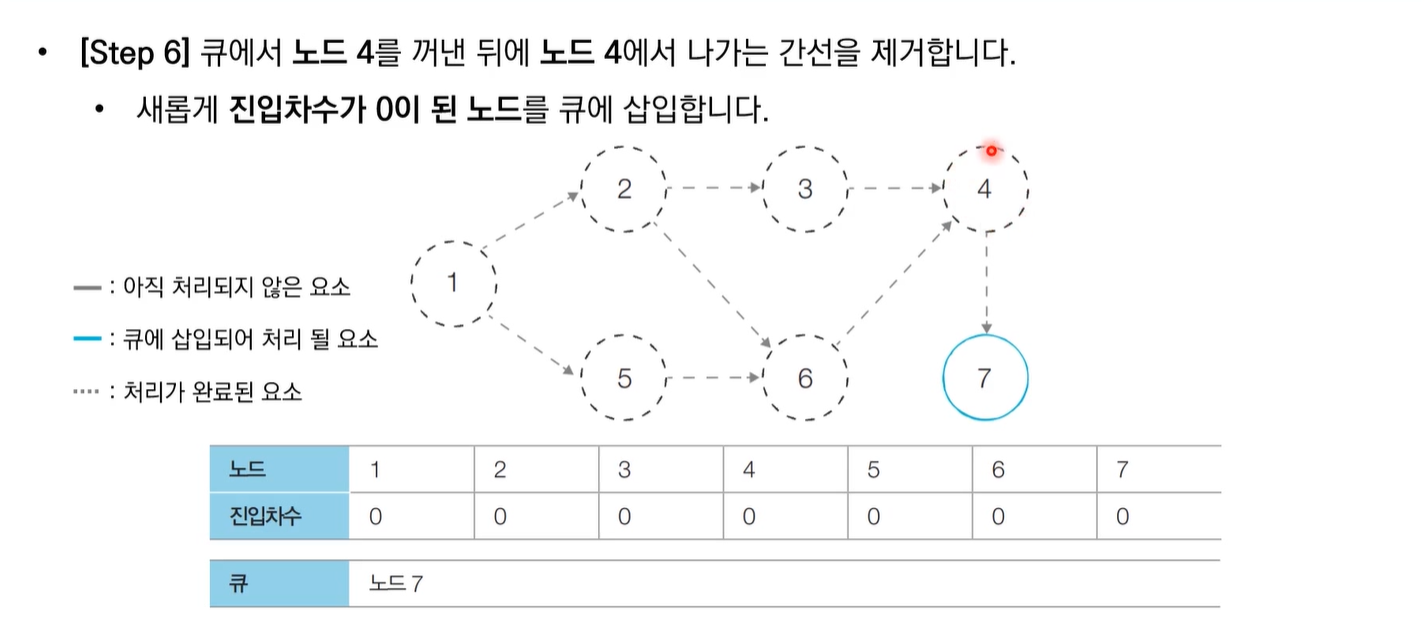 • [Step 6] 큐에서 노드 4를 꺼낸 뒤에 노드 4에서 나가는 간선을 제거합니다.
• 새롭게 진입차수가 0이 된 노드를 큐에 삽입합니다.
2 3 4
1
: 아직 처리되지 않은 요소
: 큐에 삽입되어 처리 될 요소
5 6 7
: 처리가 완료된 요소
노드 1 2 3 4 5 6 7
진입차수 0 0 0 0 0 0 0
큐 노드 7